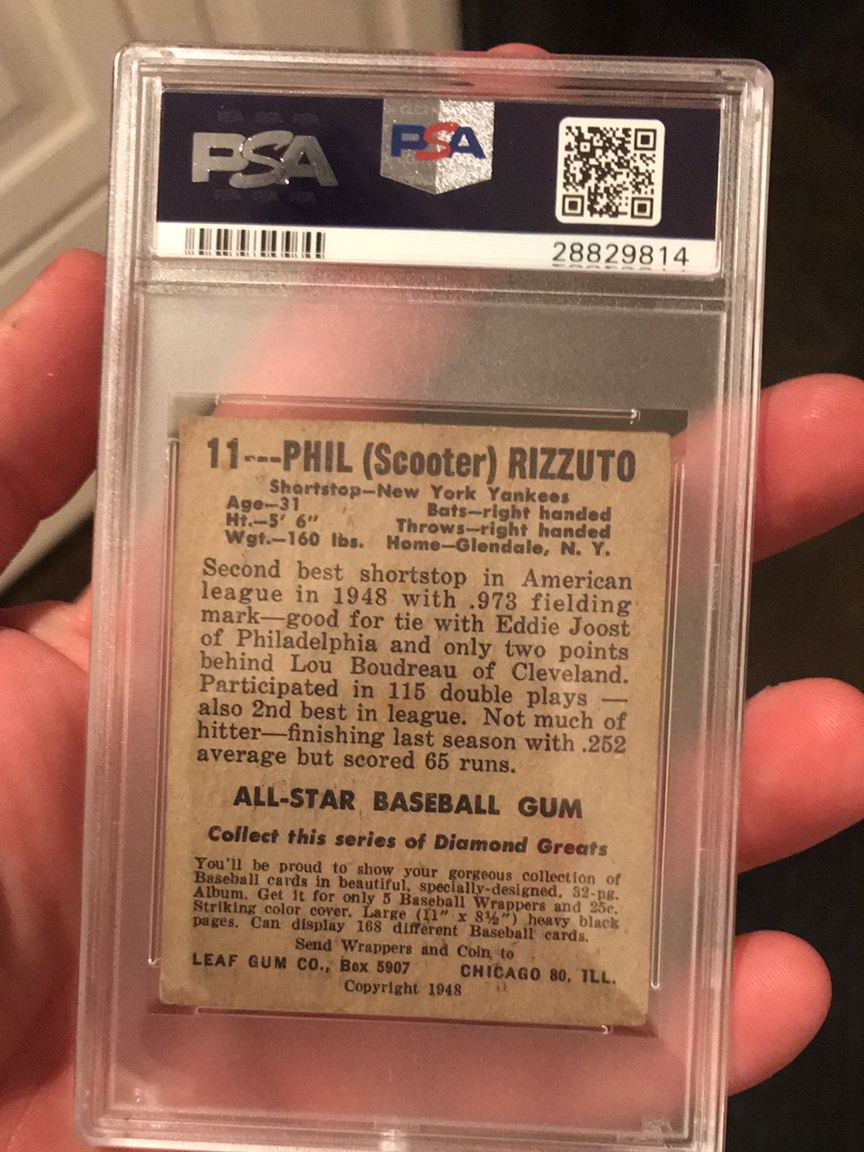 PSA
PSA
28829814
11---PHIL (Scooter) RIZZUTO
Shortstop—New York Yankees
Age—31 Bats—right handed
Ht.—5' 6" Throws—right handed
Wgt.—160 lbs. Home—Glendale, N. Y.
Second best shortstop in American
league in 1948 with .973 fielding
mark—good for tie with Eddie Joost
of Philadelphia and only two points
behind Lou Boudreau of Cleveland.
Participated in 115 double plays —
also 2nd best in league. Not much of
hitter—finishing last season with .252
average but scored 65 runs.
ALL-STAR BASEBALL GUM
Collect this series of Diamond Greats
You'll be proud to show your gorgeous collection of
Baseball cards in beautiful, specially-designed, 32-pg.
Album. Get it for only 5 Baseball Wrappers and 25c.
Striking color cover. Large (11" x 8½") heavy black
pages. Can display 168 different Baseball cards.
Send Wrappers and Coin to
LEAF GUM CO., Box 5907 CHICAGO 80, ILL.
Copyright 1948